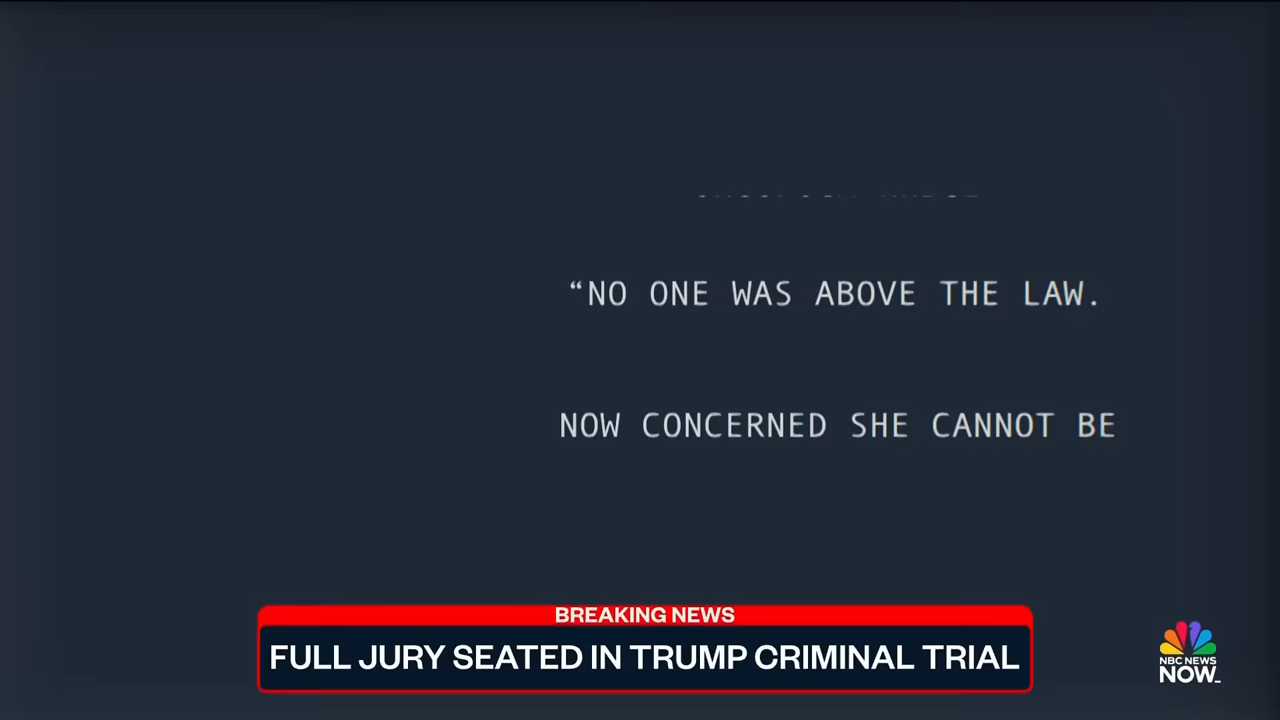 “NO ONE WAS ABOVE THE LAW.
NOW CONCERNED SHE CANNOT BE
BREAKING NEWS
FULL JURY SEATED IN TRUMP CRIMINAL TRIAL
NBC NEWS
NOW